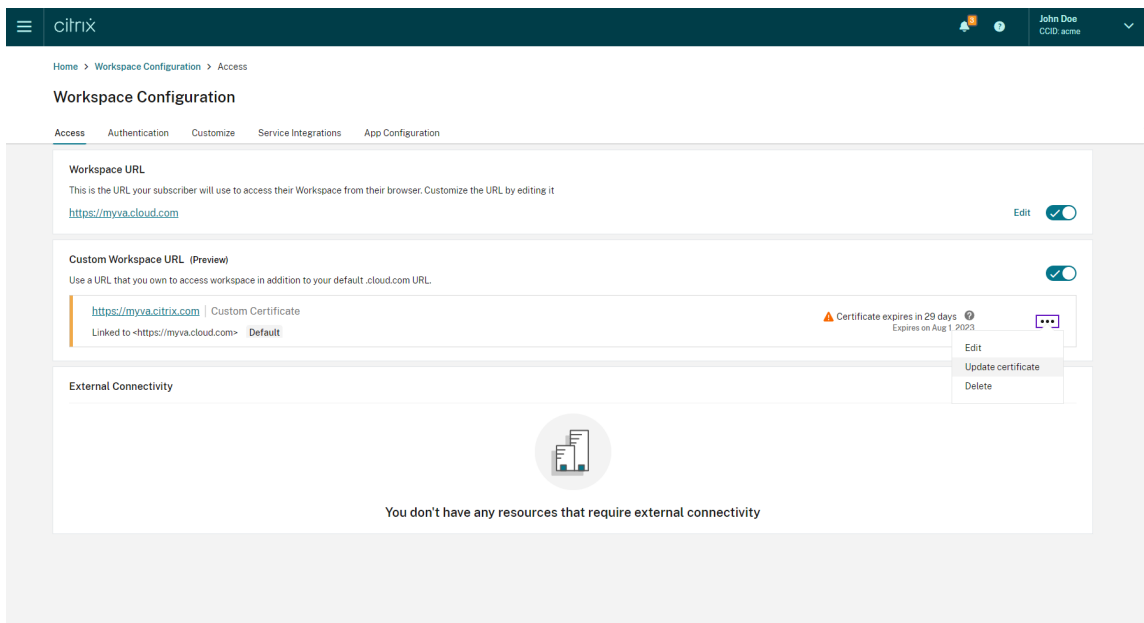 citrix
3
?
John Doe
CCID: acme
Home > Workspace Configuration > Access
Workspace Configuration
Access Authentication Customize Service Integrations App Configuration
Workspace URL
This is the URL your subscriber will use to access their Workspace from their browser. Customize the URL by editing it
https://myva.cloud.com
Edit
Custom Workspace URL (Preview)
Use a URL that you own to access workspace in addition to your default .cloud.com URL.
https://myva.citrix.com | Custom Certificate
Linked to <https://myva.cloud.com> Default
Certificate expires in 29 days ?
Expires on Aug 1, 2023
Edit
Update certificate
Delete
External Connectivity
You don't have any resources that require external connectivity